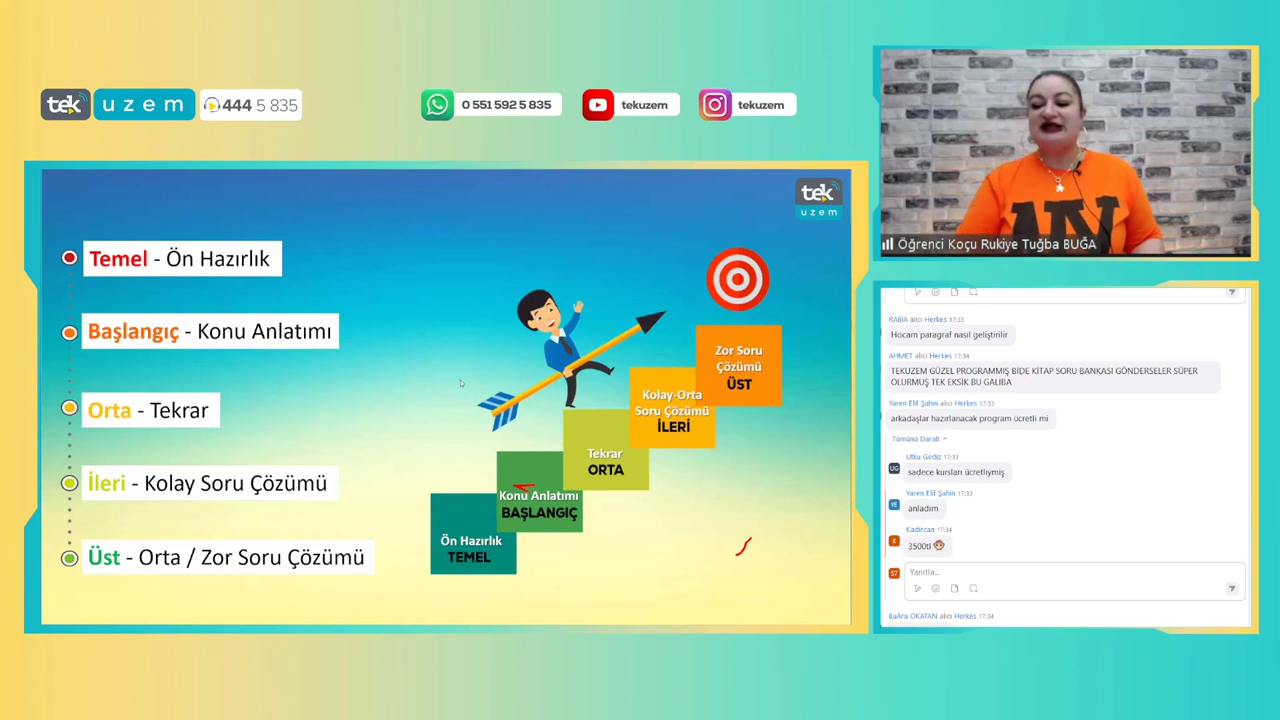 tek
uzem
444 5 835
0 551 592 5 835
tekuzem
tekuzem
tek
uzem
Temel - Ön Hazırlık
Başlangıç - Konu Anlatımı
Orta - Tekrar
İleri - Kolay Soru Çözümü
Üst - Orta / Zor Soru Çözümü
Zor Soru
Çözümü
ÜST
Kolay-Orta
Soru Çözümü
İLERİ
Tekrar
ORTA
Konu Anlatımı
BAŞLANGIÇ
Ön Hazırlık
TEMEL
Öğrenci Koçu Rukiye Tuğba BUĞA
RABİA alıcı Herkes 17:33
Hocam paragraf nasıl geliştirilir
AHMET alıcı Herkes 17:34
TEKUZEM GÜZEL PROGRAMMIŞ BİDE KİTAP SORU BANKASI GÖNDERSELER SÜPER
OLURMUŞ TEK EKSİK BU GALİBA
Yaren Elif Şahin alıcı Herkes 17:33
arkadaşlar hazırlanacak program ücretli mi
Tümünü Daralt
UG
Utku Gediz 17:33
sadece kursları ücretliymiş
YE
Yaren Elif Şahin 17:33
anladım
K
Kadircan 17:34
3500tl
S7
Yanıtla...
BuAra OKATAN alıcı Herkes 17:34